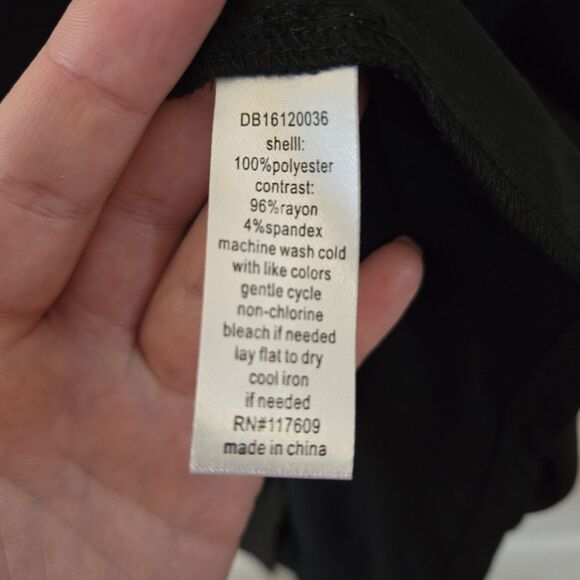 DB16120036
shelll:
100%polyester
contrast:
96%rayon
4%spandex
machine wash cold
with like colors
gentle cycle
non-chlorine
bleach if needed
lay flat to dry
cool iron
if needed
RN#117609
made in china